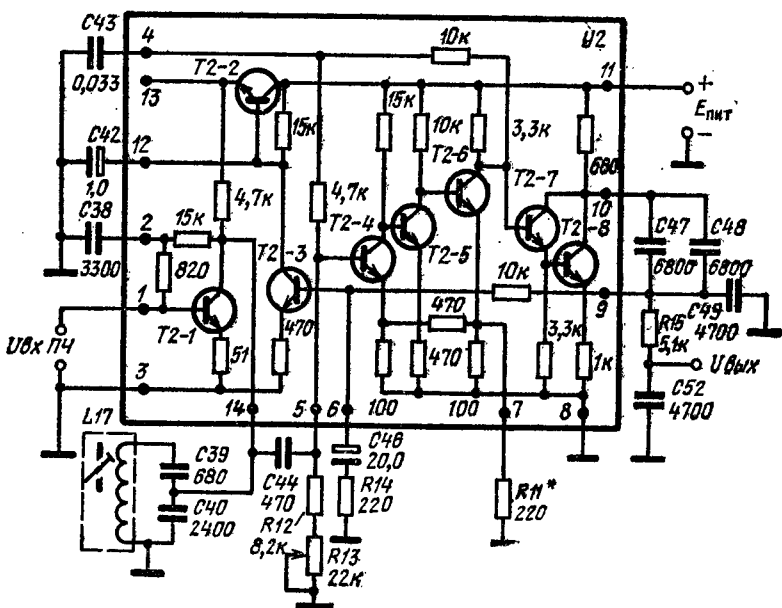 C43
0,033
4
13
T2-2
10к
У2
11
+
Eпит
−
15к
15к
10к
T2-6
3,3к
680
C42
1,0
12
4,7к
4,7к
T2-7
10
C38
3300
2
15к
T2-3
T2-4
T2-5
T2-8
C47
6800
C48
6800
820
1
Uвх ПЧ
T2-1
470
10к
9
C49
4700
470
3,3к
R15
5,1к
51
470
1к
Uвых
3
100
100
C52
4700
14
5
6
7
8
L17
C39
680
C40
2400
C44
470
C46
20,0
R14
220
R11*
220
R12
8,2к
R13
22к